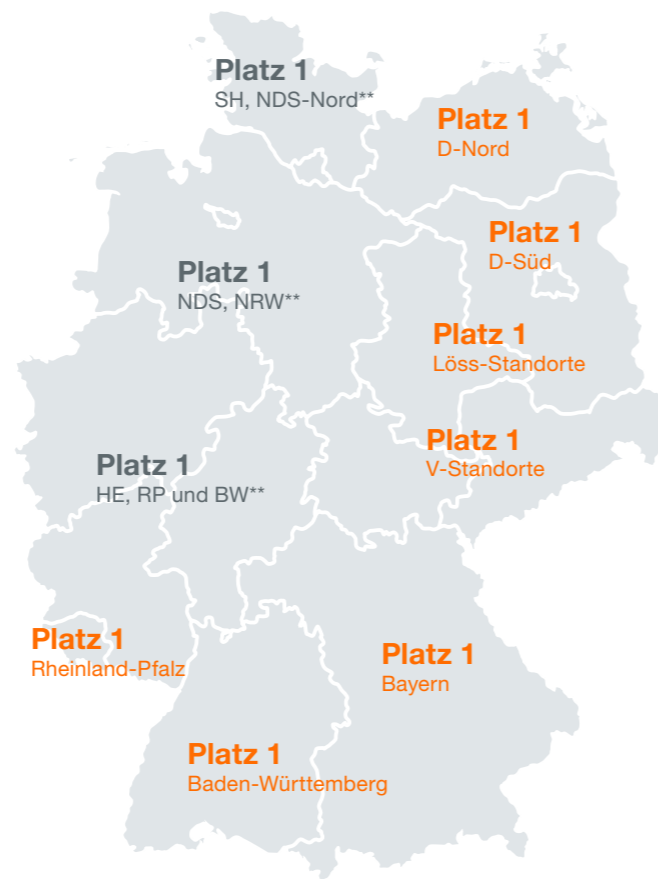 Platz 1
SH, NDS-Nord**
Platz 1
D-Nord
Platz 1
D-Süd
Platz 1
NDS, NRW**
Platz 1
Löss-Standorte
Platz 1
V-Standorte
Platz 1
HE, RP und BW**
Platz 1
Rheinland-Pfalz
Platz 1
Bayern
Platz 1
Baden-Württemberg